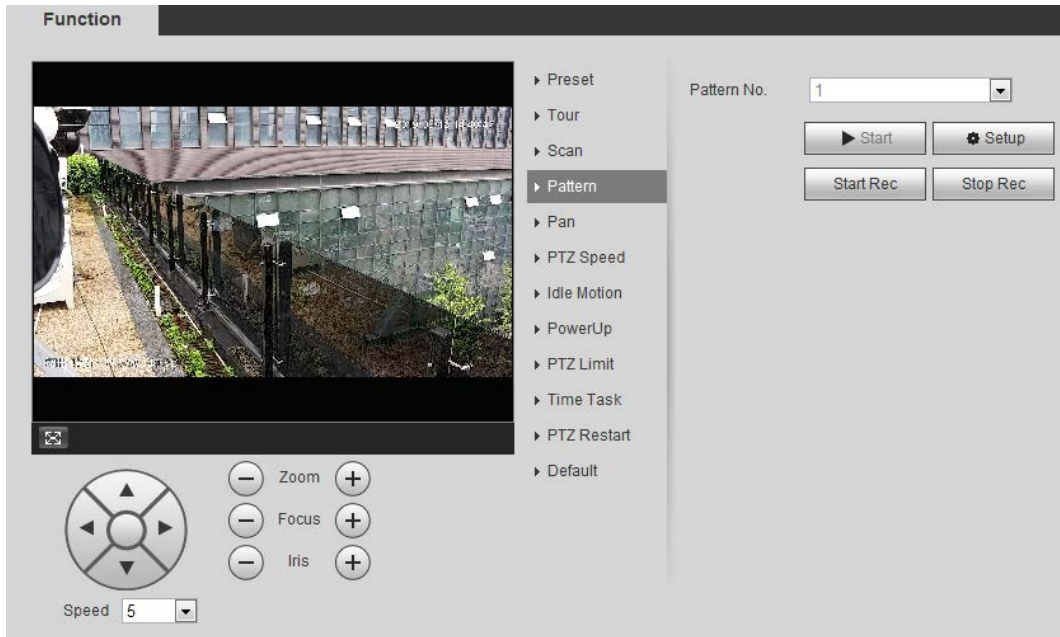 Function
Preset
Tour
Scan
Pattern
Pan
PTZ Speed
Idle Motion
PowerUp
PTZ Limit
Time Task
PTZ Restart
Default
Pattern No. 1
Start Setup
Start Rec Stop Rec
Zoom
Focus
Iris
Speed 5